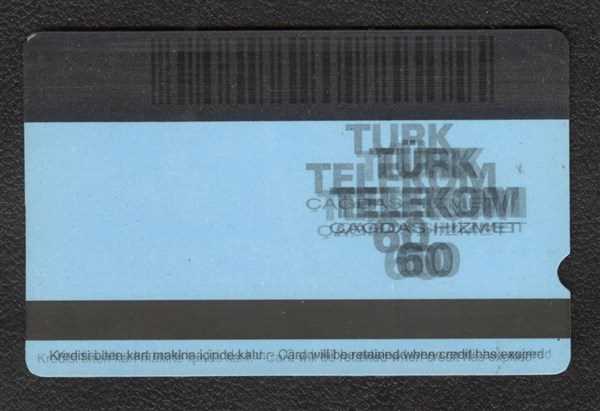 TÜRK
TELEKOM
ÇAĞDAŞ HİZMET
60
Kredisi biten kart makina içinde kalır. Card will be retained when credit has expired